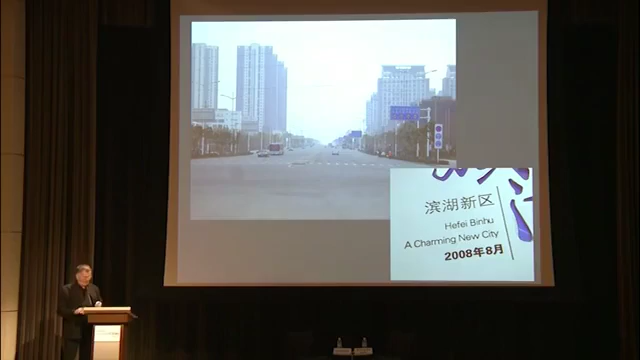 滨湖新区
Hefei Binhu
A Charming New City
2008年8月